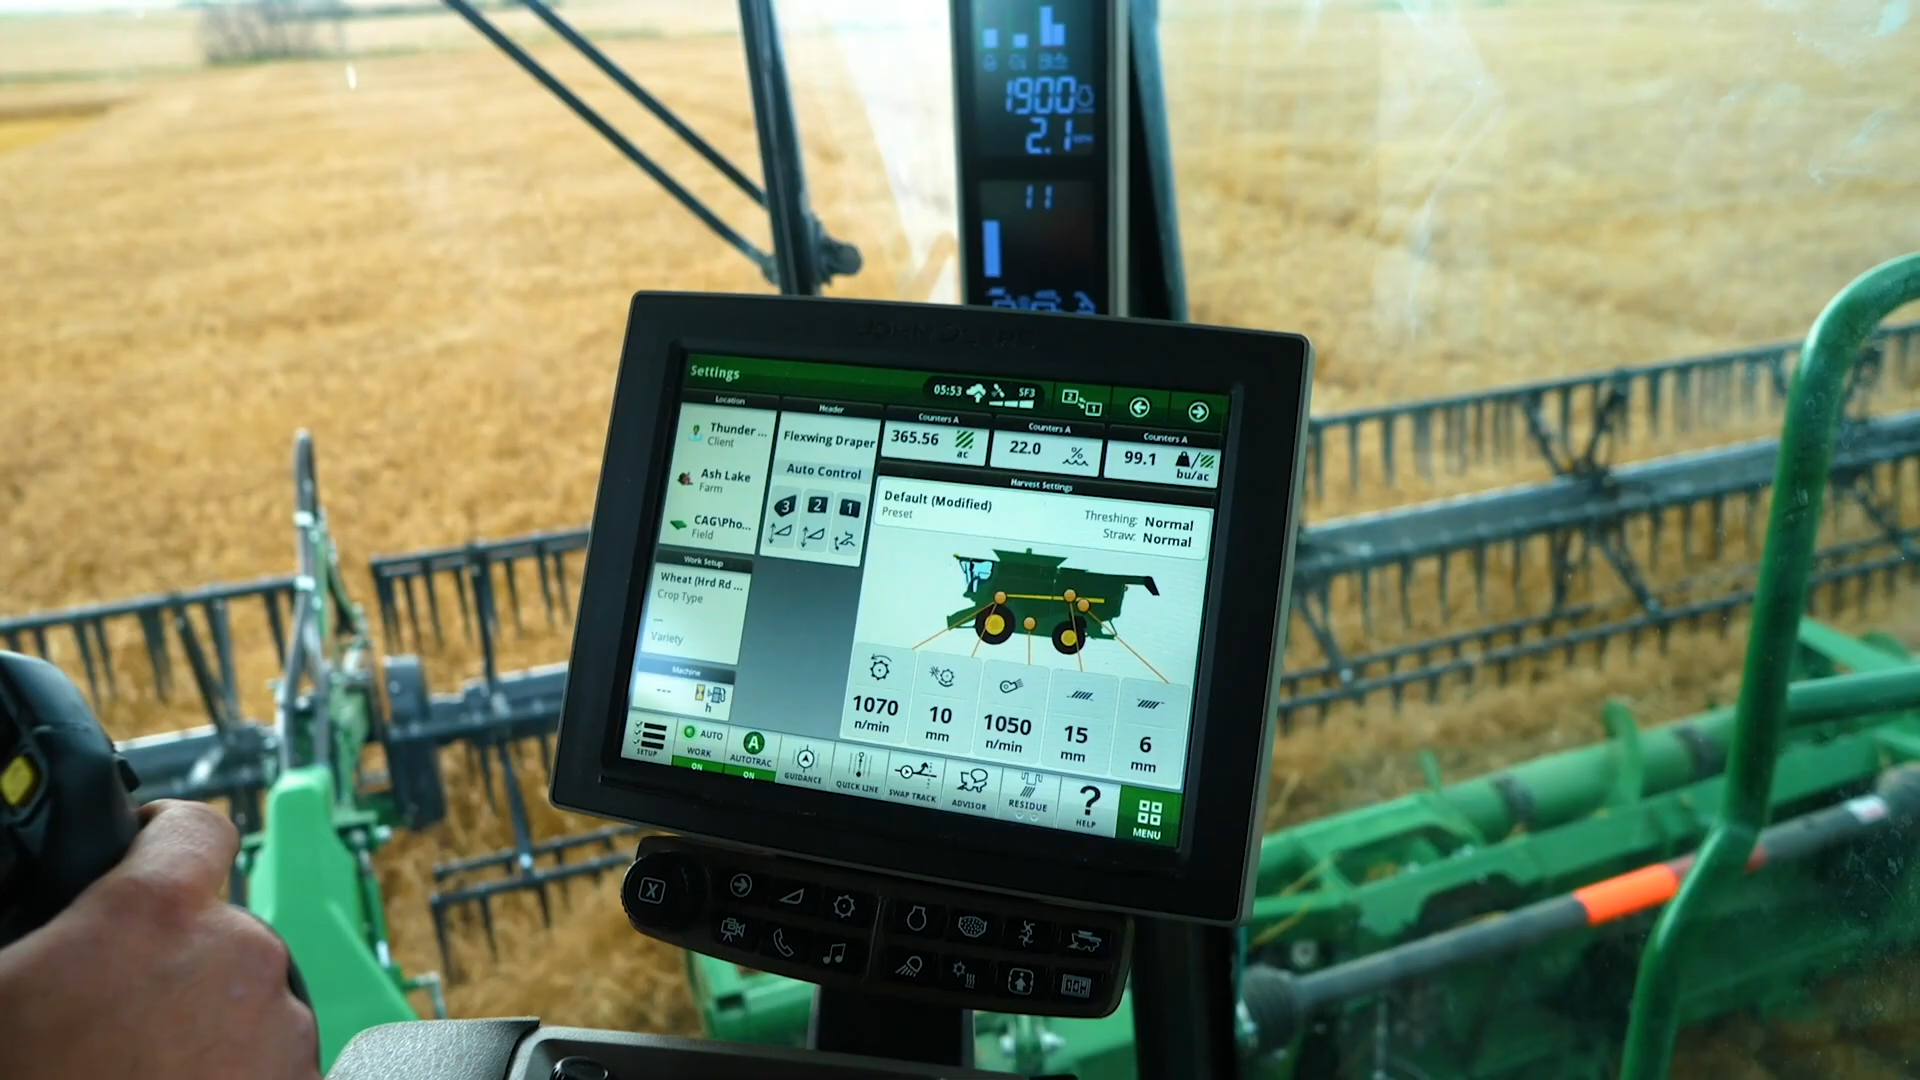 1900
2.1
11
JOHN DEERE
Settings
05:53
SF3
2
1
Location
Thunder ...
Client
Ash Lake
Farm
CAG\Pho...
Field
Header
Flexwing Draper
Auto Control
3 2 1
Counters A
365.56
ac
Counters A
22.0 %
Counters A
99.1
bu/ac
Harvest Settings
Default (Modified)
Preset
Threshing: Normal
Straw: Normal
Work Setup
Wheat (Hrd Rd ...
Crop Type
---
Variety
Machine
---
h
1070
n/min
10
mm
1050
n/min
15
mm
6
mm
SETUP
AUTO
WORK
ON
A
AUTOTRAC
ON
GUIDANCE
QUICK LINE
SWAP TRACK
ADVISOR
RESIDUE
?
HELP
MENU
X